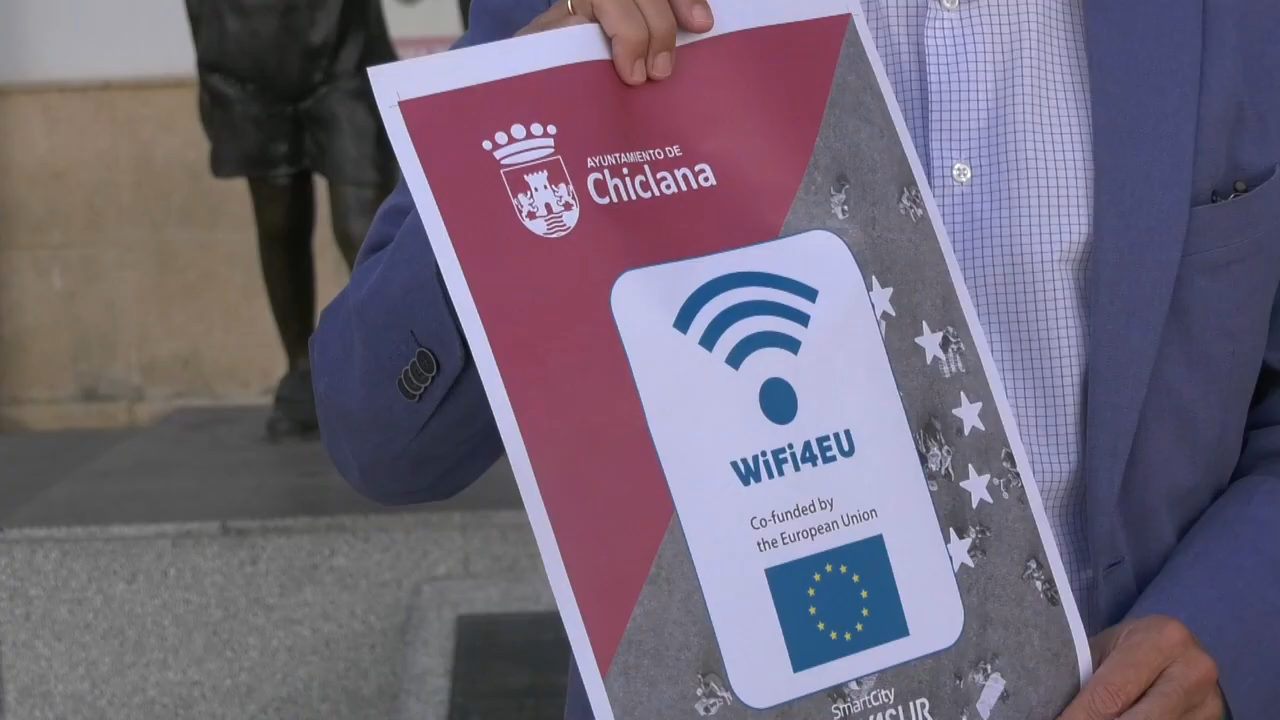 AYUNTAMIENTO DE
Chiclana
WiFi4EU
Co-funded by
the European Union
SmartCity